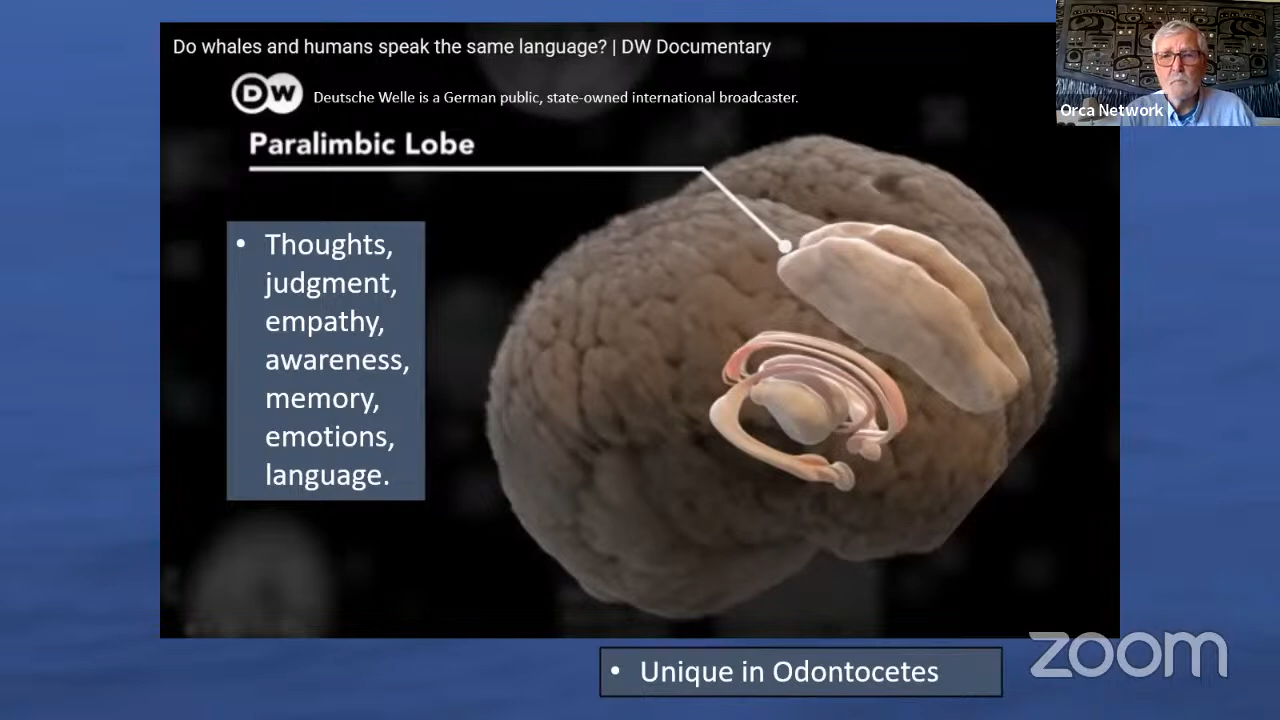 Do whales and humans speak the same language? | DW Documentary
DW Deutsche Welle is a German public, state-owned international broadcaster.
Paralimbic Lobe
• Thoughts,
judgment,
empathy,
awareness,
memory,
emotions,
language.
• Unique in Odontocetes
Orca Network
zoom